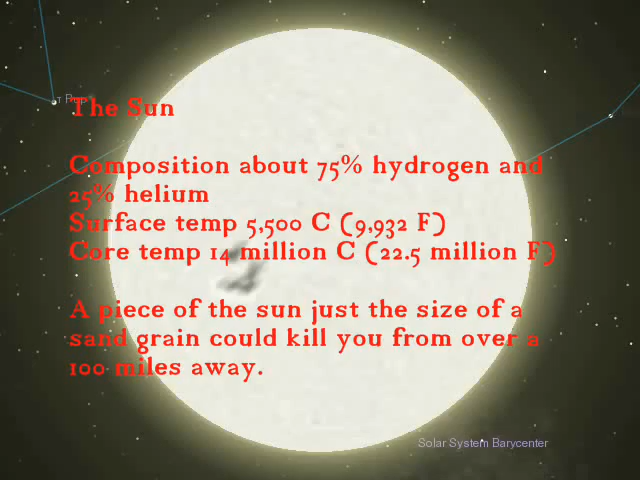 τ Psc
The Sun
Composition about 75% hydrogen and
25% helium
Surface temp 5,500 C (9,932 F)
Core temp 14 million C (22.5 million F)
A piece of the sun just the size of a
sand grain could kill you from over a
100 miles away.
Solar System Barycenter